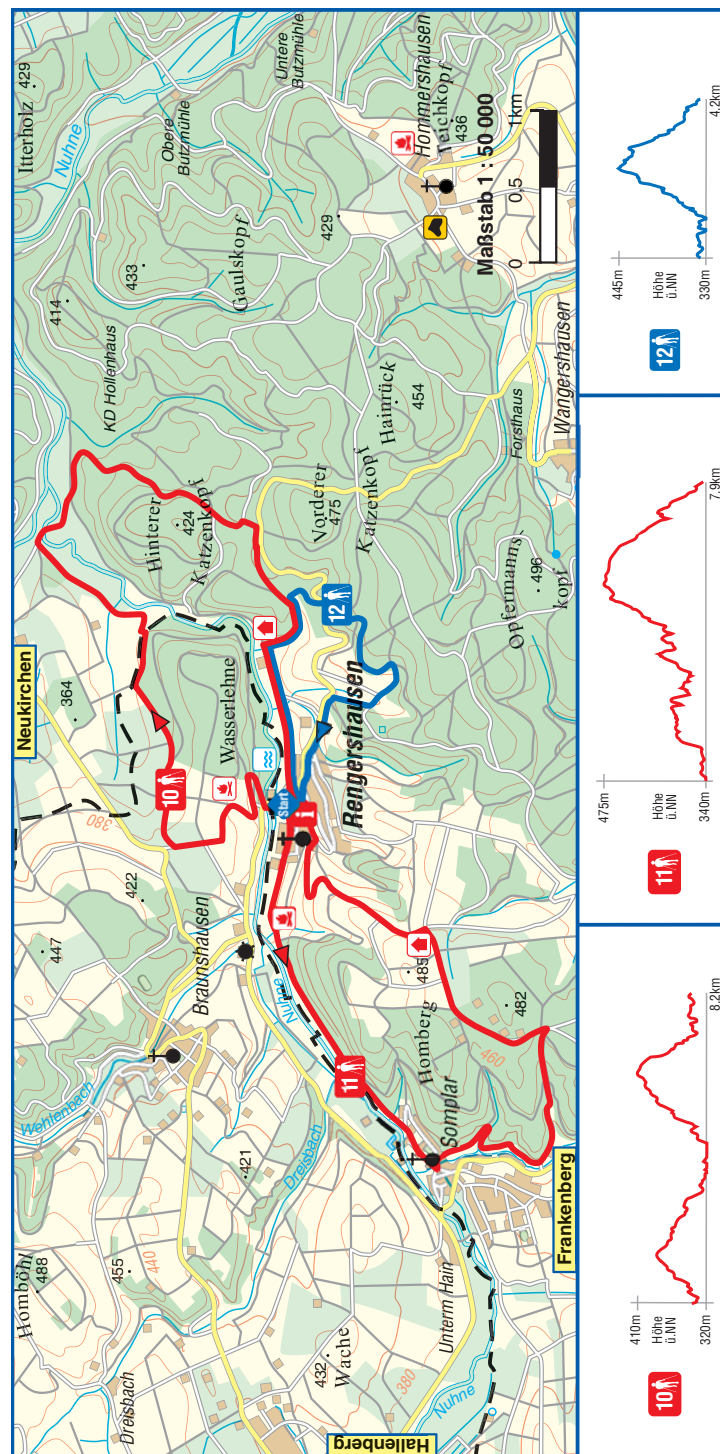 Itterholz 429
Nuhne
Obere
Butzmühle
Untere
Butzmühle
Hommershausen
Teichkopf
436
Maßstab 1 : 50 000
0
0,5
1km
414
433
Gaulskopf
429
KD Hollenhaus
Hainrück
454
Hinterer
424
Katzenkopf
Vorderer
475
Katzenkopf
Forsthaus
Wangershausen
Opfermanns-
496
kopf
Neukirchen
364
Wasserlehne
10
12
Start
i
Rengershausen
380
422
447
Braunshausen
Nuhne
485
482
Homberg
460
11
Somplar
Wehlenbach
Dreisbach
421
Homböhl
488
455
440
Frankenberg
Unterm Hain
432
Wache
380
Dreisbach
Nuhne
Hallenberg
10
410m
Höhe
ü.NN
320m
8.2km
11
475m
Höhe
ü.NN
340m
7.9km
12
445m
Höhe
ü.NN
330m
4.2km